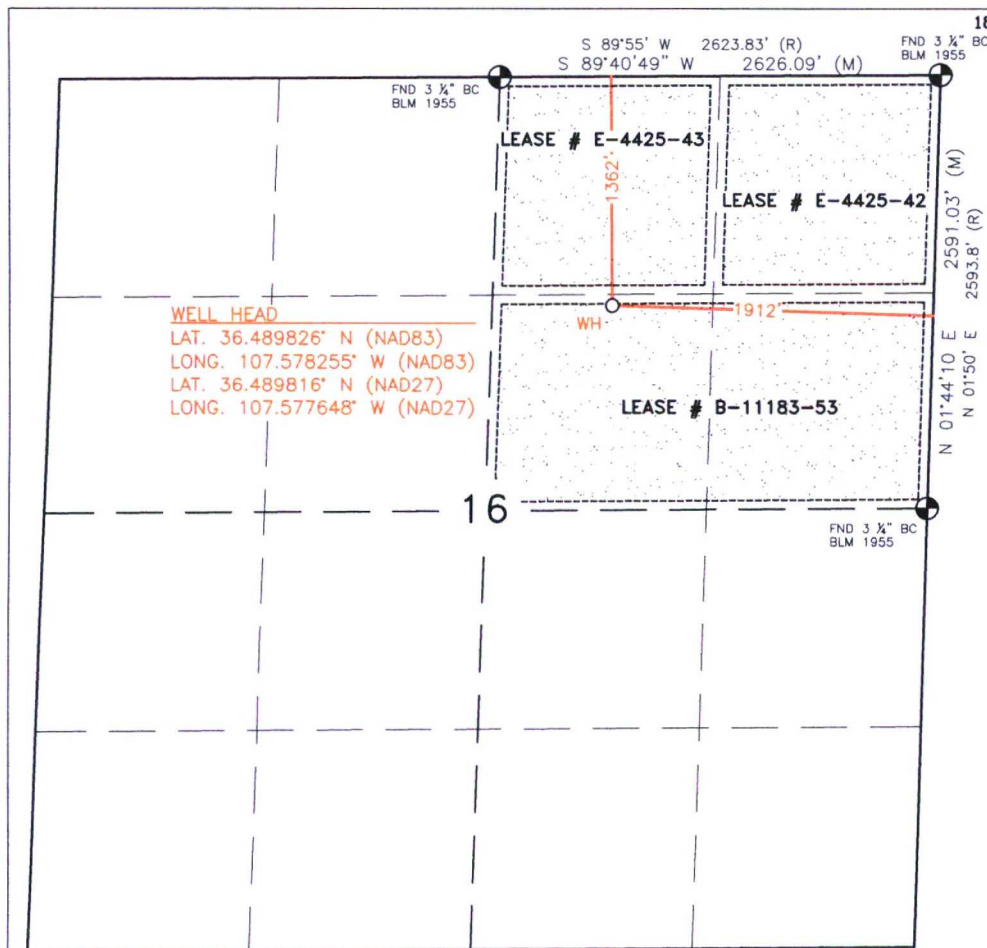 18
S 89°55' W 2623.83' (R)
S 89°40'49" W 2626.09' (M)
FND 3 ¼" BC
BLM 1955
FND 3 ¼" BC
BLM 1955
LEASE # E-4425-43
1362'
LEASE # E-4425-42
2591.03' (M)
2593.8' (R)
N 01°44'10 E
N 01°50' E
WELL HEAD
LAT. 36.489826° N (NAD83)
LONG. 107.578255° W (NAD83)
LAT. 36.489816° N (NAD27)
LONG. 107.577648° W (NAD27)
WH
1912'
LEASE # B-11183-53
16
FND 3 ¼" BC
BLM 1955